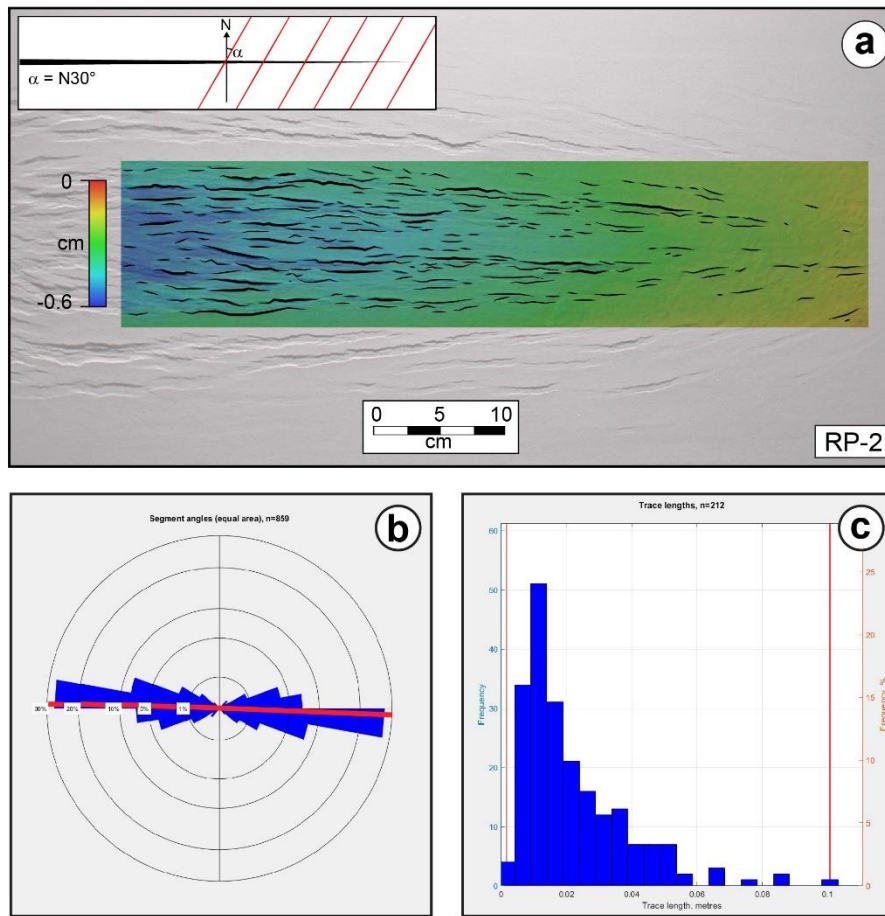 a
N
α
α = N30°
0
cm
-0.6
0 5 10
cm
RP-2
b
Segment angles (equal area), n=859
30% 20% 10% 5% 1%
c
Trace lengths, n=212
60
50
40
30
20
10
0
Frequency
25
20
15
10
5
0
Frequency, %
0 0.02 0.04 0.06 0.08 0.1
Trace length, metres